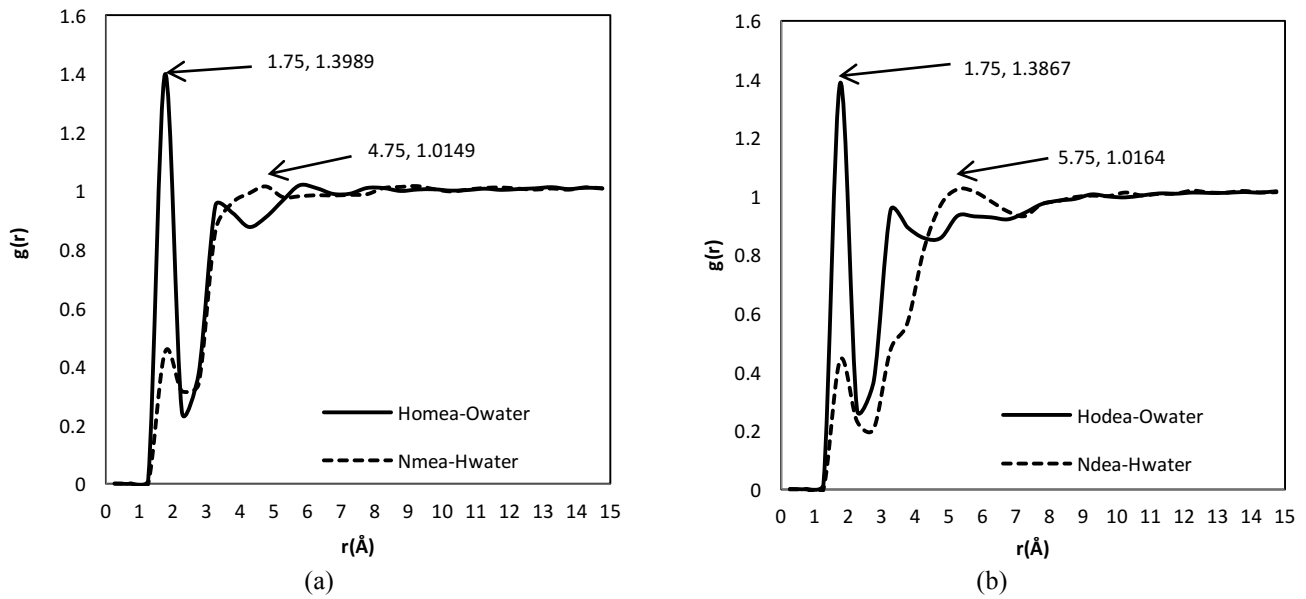 1.6
1.4
1.2
1
0.8
0.6
0.4
0.2
0
g(r)
1.75, 1.3989
4.75, 1.0149
Homea-Owater
Nmea-Hwater
0 1 2 3 4 5 6 7 8 9 10 11 12 13 14 15
r(Å)
(a)
1.6
1.4
1.2
1
0.8
0.6
0.4
0.2
0
g(r)
1.75, 1.3867
5.75, 1.0164
Hodea-Owater
Ndea-Hwater
0 1 2 3 4 5 6 7 8 9 10 11 12 13 14 15
r(Å)
(b)